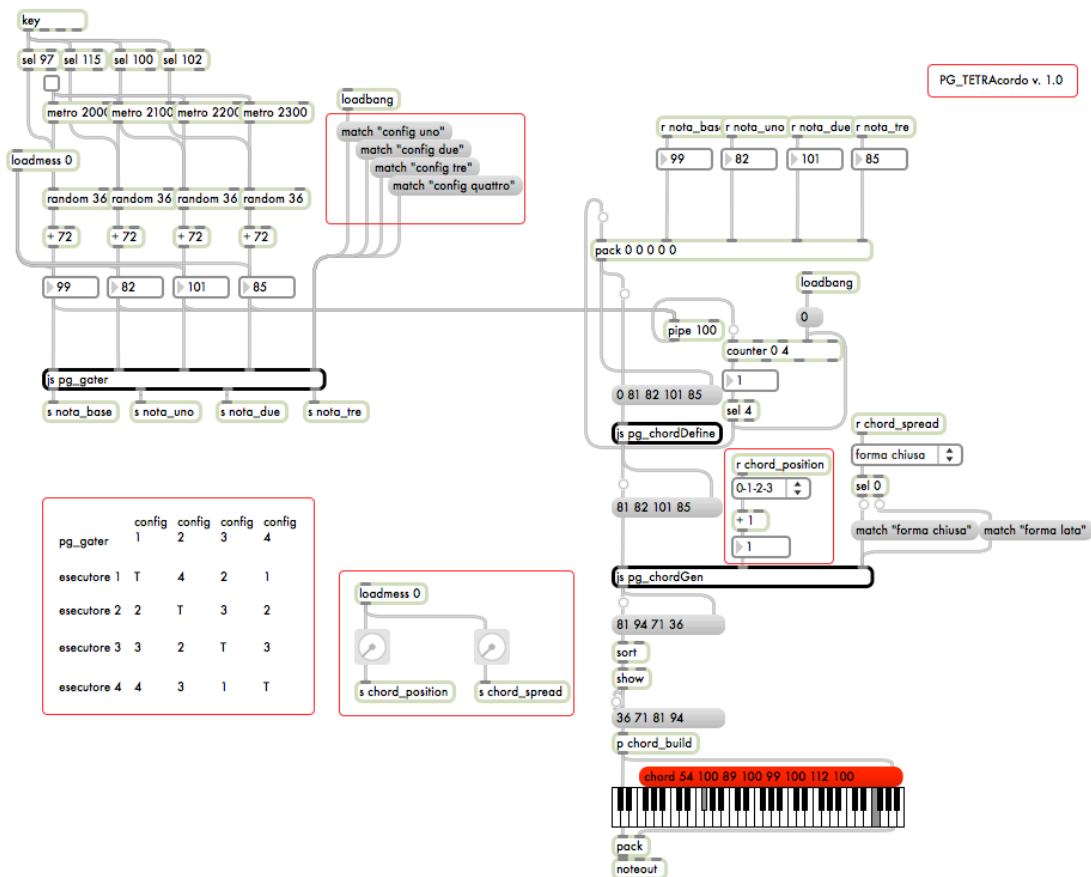 key
sel 97 sel 115 sel 100 sel 102
metro 2000 metro 2100 metro 2200 metro 2300
loadmess 0
random 36 random 36 random 36 random 36
+ 72 + 72 + 72 + 72
99 82 101 85
js pg_gater
s nota_base s nota_uno s nota_due s nota_tre
loadbang
match "config uno"
match "config due"
match "config tre"
match "config quattro"
PG_TETRAcordo v. 1.0
r nota_base r nota_uno r nota_due r nota_tre
99 82 101 85
pack 0 0 0 0 0
loadbang
0
pipe 100
counter 0 4
1
0 81 82 101 85
sel 4
js pg_chordDefine
r chord_spread
forma chiusa
sel 0
match "forma chiusa" match "forma lata"
r chord_position
0-1-2-3
+ 1
1
81 82 101 85
js pg_chordGen
81 94 71 36
sort
show
36 71 81 94
p chord_build
chord 54 100 89 100 99 100 112 100
pack
noteout
config config config config
pg_gater 1 2 3 4
esecutore 1 T 4 2 1
esecutore 2 2 T 3 2
esecutore 3 3 2 T 3
esecutore 4 4 3 1 T
loadmess 0
s chord_position s chord_spread